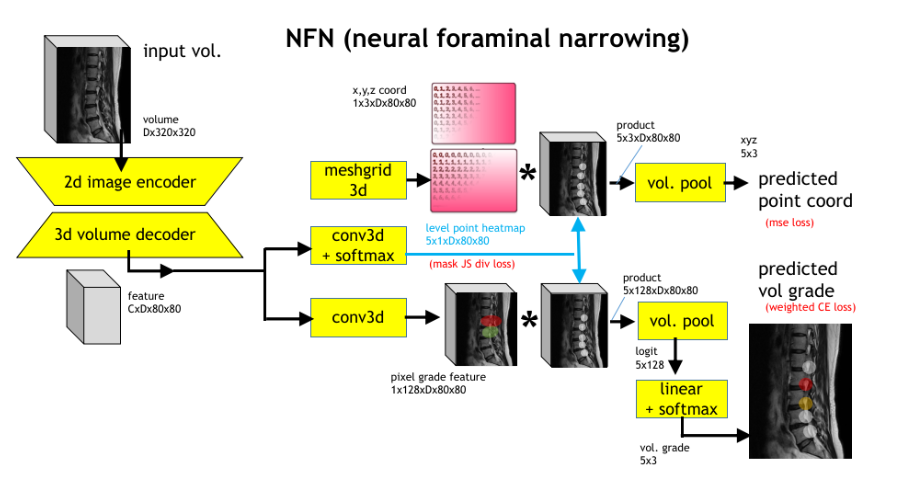 NFN (neural foraminal narrowing)
input vol.
volume
Dx320x320
2d image encoder
3d volume decoder
feature
CxDx80x80
x,y,z coord
1x3xDx80x80
meshgrid
3d
*
product
5x3xDx80x80
vol. pool
xyz
5x3
predicted
point coord
(mse loss)
conv3d
+ softmax
level point heatmap
5x1xDx80x80
(mask JS div loss)
conv3d
pixel grade feature
1x128xDx80x80
*
product
5x128xDx80x80
vol. pool
logit
5x128
linear
+ softmax
vol. grade
5x3
predicted
vol grade
(weighted CE loss)